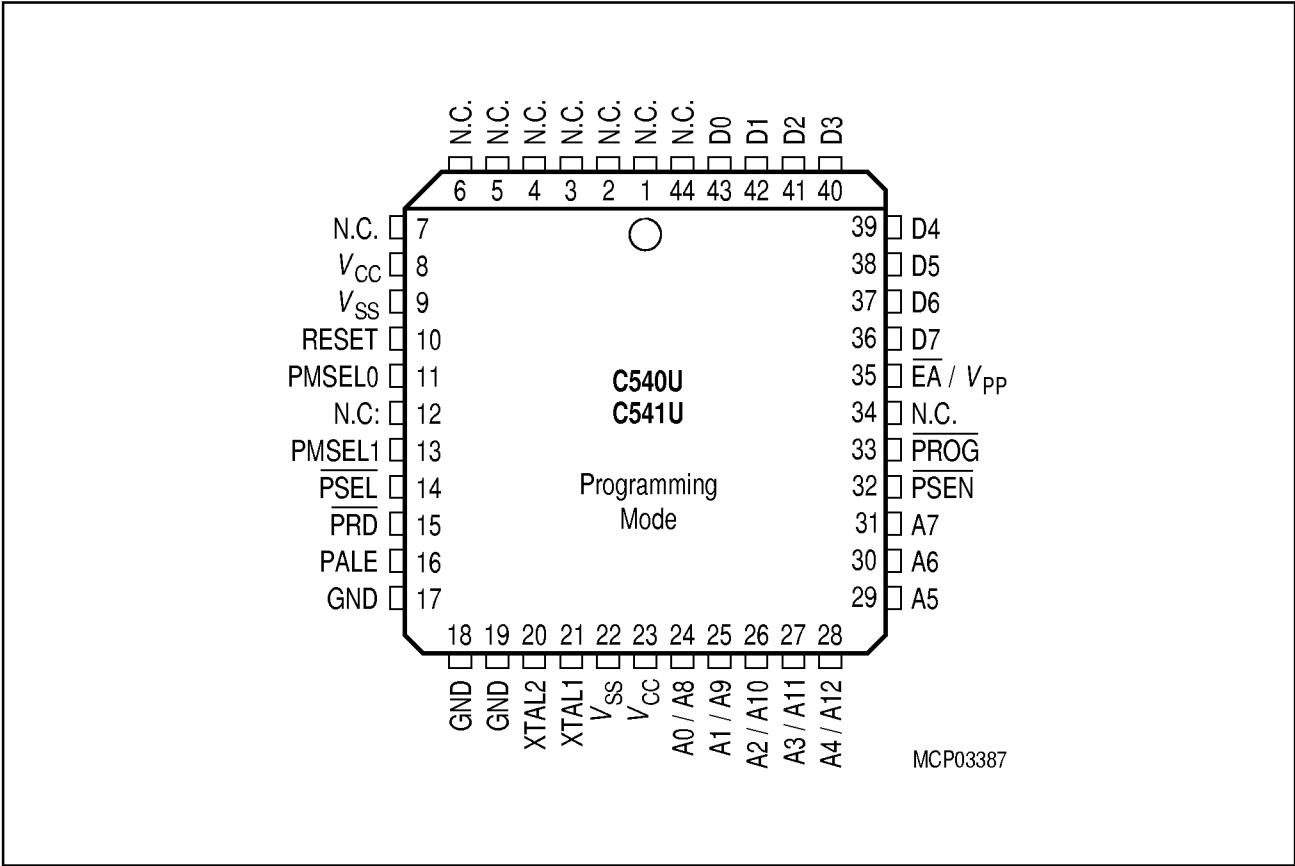 N.C. N.C. N.C. N.C. N.C. N.C. N.C. D0 D1 D2 D3
6 5 4 3 2 1 44 43 42 41 40
N.C. 7 39 D4
VCC 8 38 D5
VSS 9 37 D6
RESET 10 36 D7
PMSEL0 11 C540U 35 EA / VPP
N.C: 12 C541U 34 N.C.
PMSEL1 13 33 PROG
PSEL 14 Programming 32 PSEN
PRD 15 Mode 31 A7
PALE 16 30 A6
GND 17 29 A5
18 19 20 21 22 23 24 25 26 27 28
GND GND XTAL2 XTAL1 VSS VCC A0 / A8 A1 / A9 A2 / A10 A3 / A11 A4 / A12
MCP03387